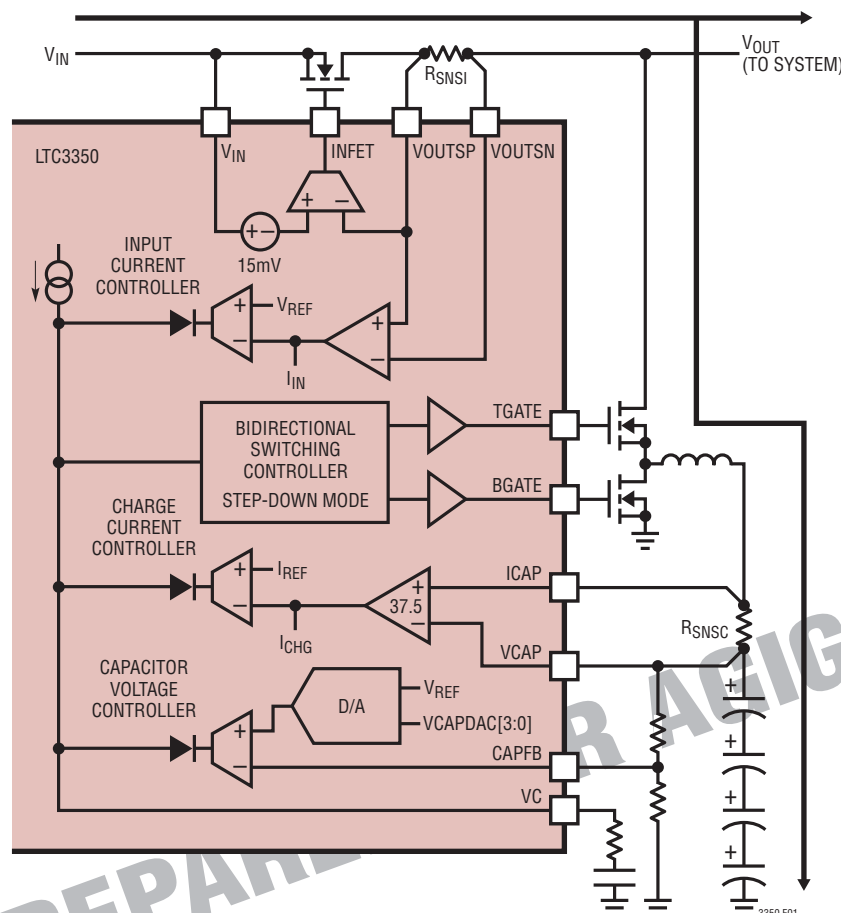 VIN
VOUT
(TO SYSTEM)
RSNSI
LTC3350
VIN
INFET
VOUTSP
VOUTSN
+
–
+ –
15mV
INPUT
CURRENT
CONTROLLER
+
–
VREF
IIN
+
–
BIDIRECTIONAL
SWITCHING
CONTROLLER
STEP-DOWN MODE
TGATE
BGATE
CHARGE
CURRENT
CONTROLLER
+
–
IREF
ICHG
37.5
+
–
ICAP
VCAP
RSNSC
CAPACITOR
VOLTAGE
CONTROLLER
+
–
D/A
VREF
VCAPDAC[3:0]
CAPFB
VC
+
+
+
+
3350 F01